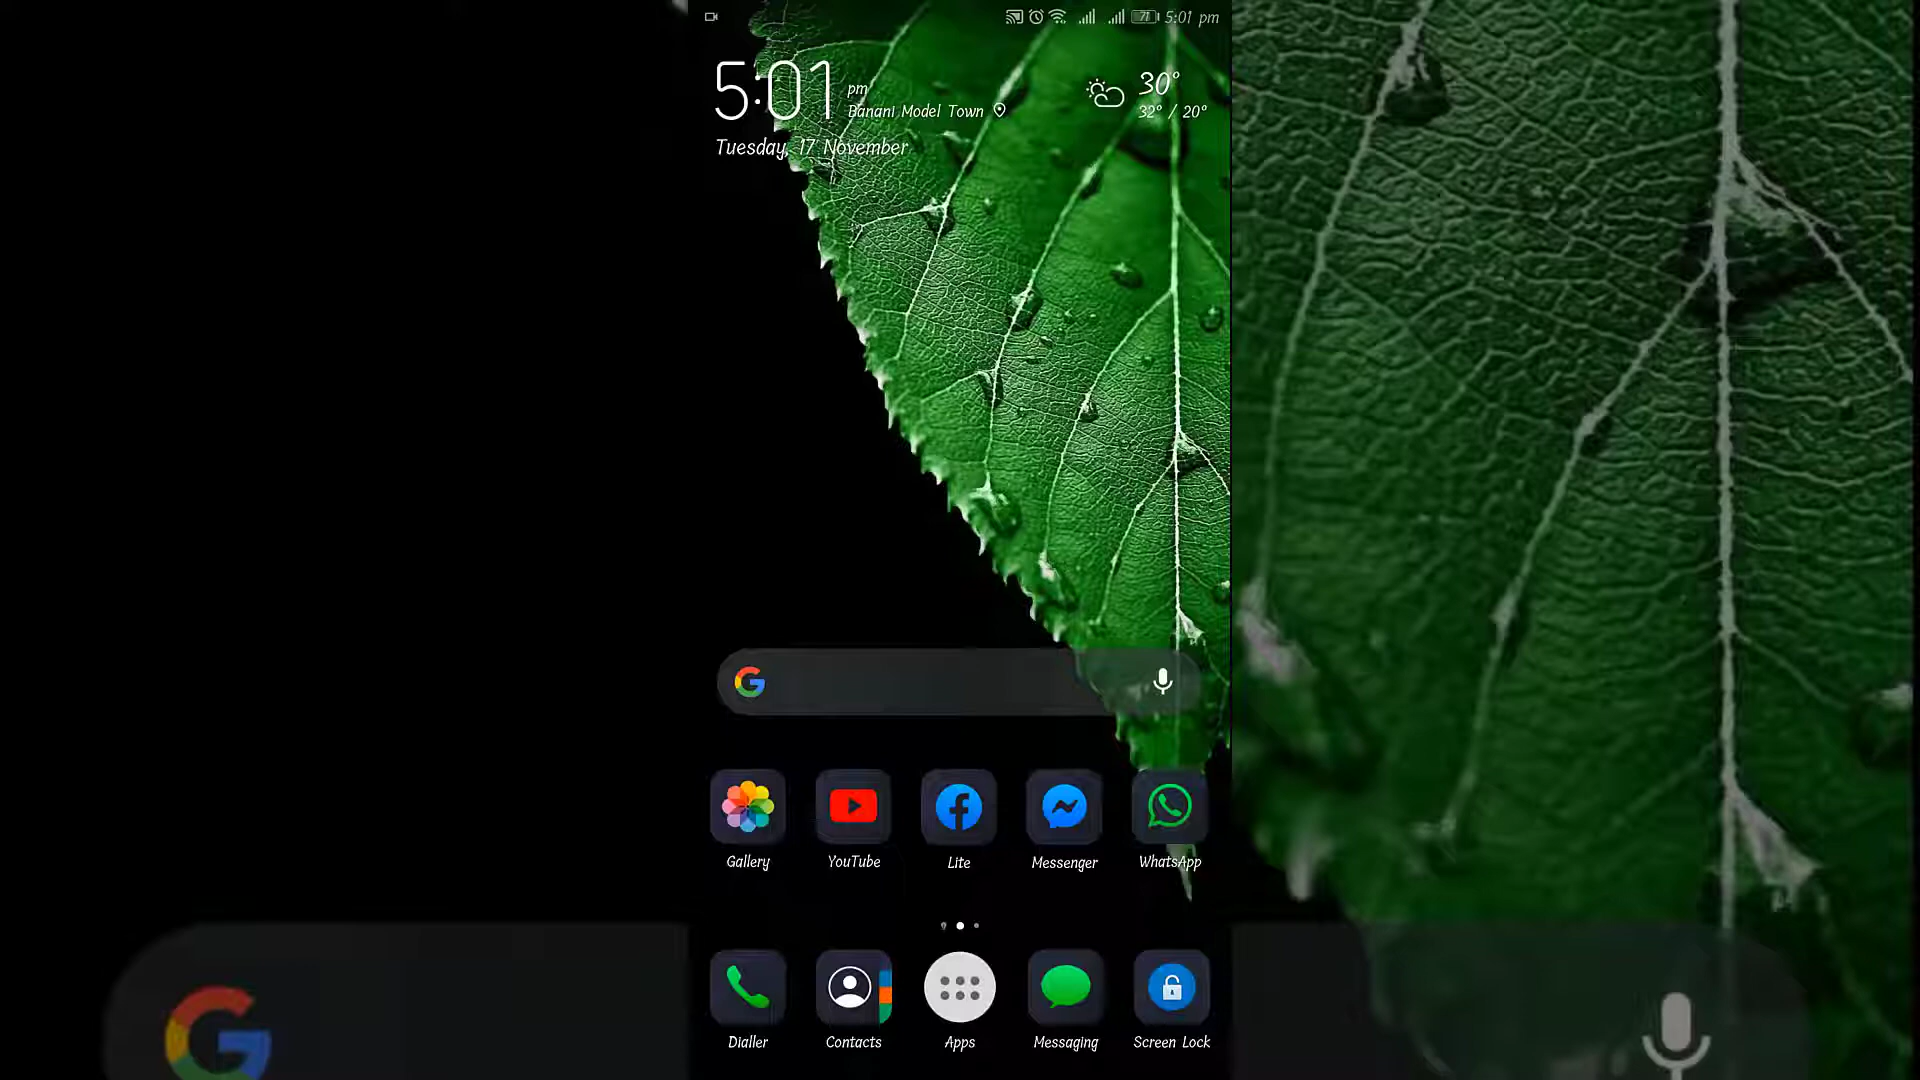 71 5:01 pm
5:01 pm
Banani Model Town
Tuesday, 17 November
30°
32° / 20°
Gallery
YouTube
Lite
Messenger
WhatsApp
Dialler
Contacts
Apps
Messaging
Screen Lock